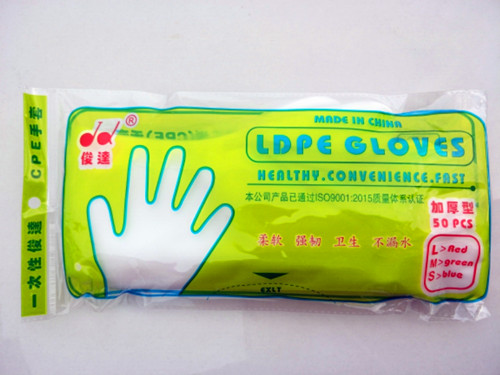 一次性俊達 CPE手套
®
俊達
MADE IN CHINA
LDPE GLOVES
HEALTHY.CONVENIENCE.FAST
本公司产品已通过ISO9001:2015质量体系认证
柔软 强韧 卫生 不漏水
加厚型
50 PCS
L>Red
M>green
S>blue
EXLT